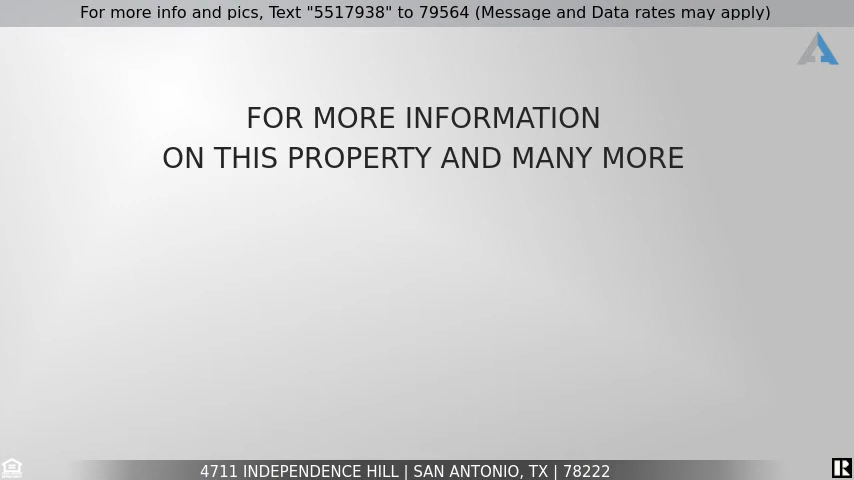 For more info and pics, Text "5517938" to 79564 (Message and Data rates may apply)
FOR MORE INFORMATION
ON THIS PROPERTY AND MANY MORE
4711 INDEPENDENCE HILL | SAN ANTONIO, TX | 78222